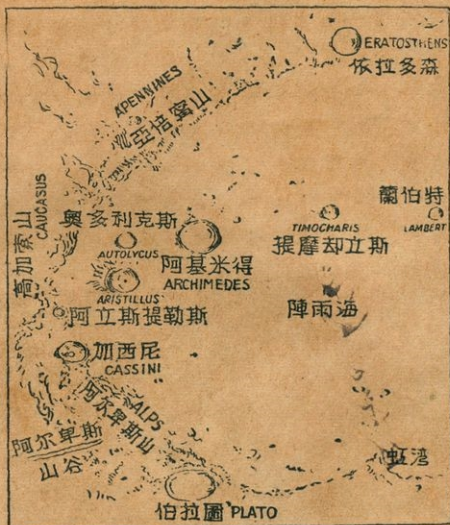 ERATOSTHENS
依拉多森
APENNINES
亞倍寧山
高加索山
CAUCASUS
蘭伯特
LAMBERT
奧多利克斯
AUTOLYCUS
阿基米得
ARCHIMEDES
TIMOCHARIS
提摩却立斯
ARISTILLUS
阿立斯提勒斯
陣雨海
加西尼
CASSINI
ALPS
阿尔卑斯山
阿尔卑斯
山谷
虹湾
伯拉圖 PLATO